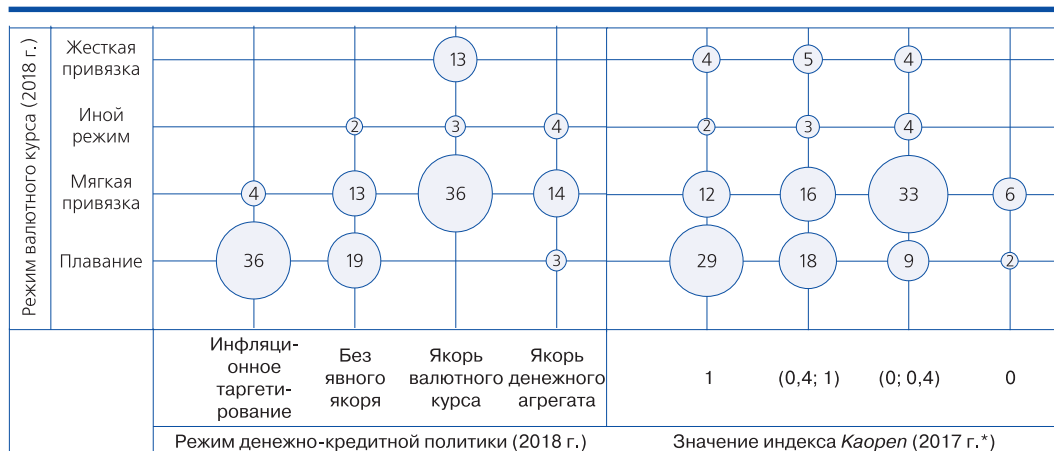 Режим валютного курса (2018 г.)
Жесткая
привязка
13
4
5
4
Иной
режим
2
3
4
2
3
4
Мягкая
привязка
4
13
36
14
12
16
33
6
Плавание
36
19
3
29
18
9
2
Инфляци-
онное
таргети-
рование
Без
явного
якоря
Якорь
валютного
курса
Якорь
денежного
агрегата
1
(0,4; 1)
(0; 0,4)
0
Режим денежно-кредитной политики (2018 г.)
Значение индекса Kaopen (2017 г.*)